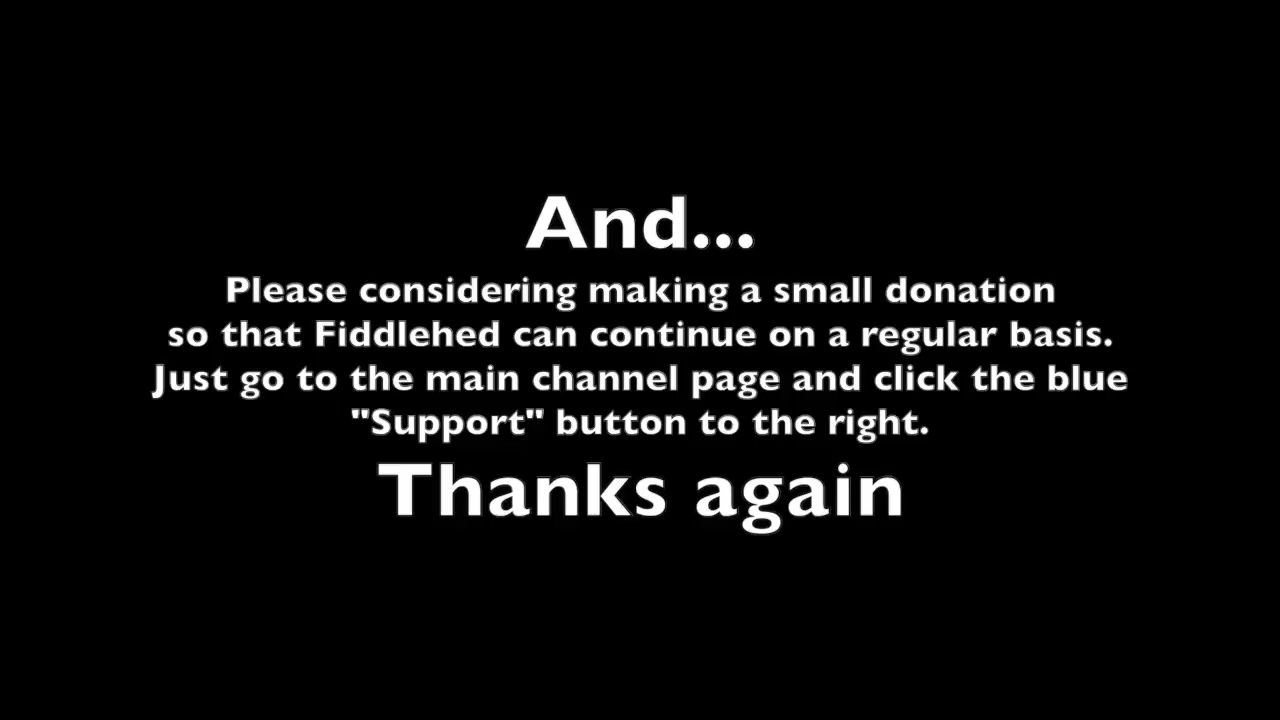 And...
Please considering making a small donation
so that Fiddlehed can continue on a regular basis.
Just go to the main channel page and click the blue
"Support" button to the right.
Thanks again